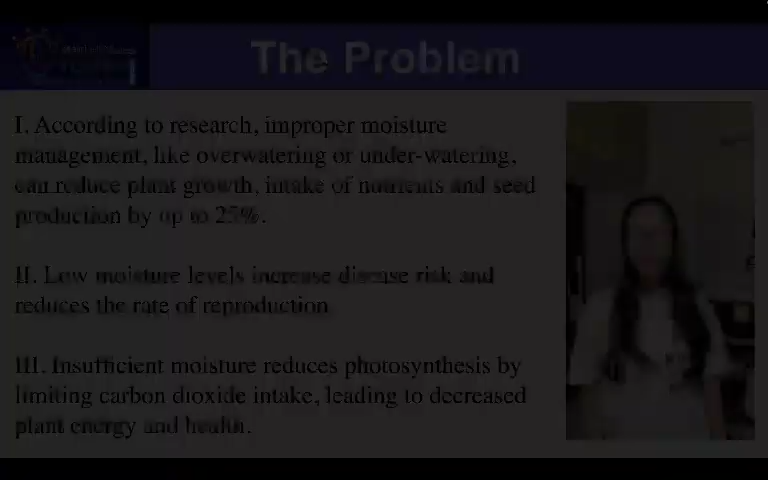 The Problem
I. According to research, improper moisture
management, like overwatering or under-watering,
can reduce plant growth, intake of nutrients and seed
production by up to 25%.
II. Low moisture levels increase disease risk and
reduces the rate of reproduction
III. Insufficient moisture reduces photosynthesis by
limiting carbon dioxide intake, leading to decreased
plant energy and health.